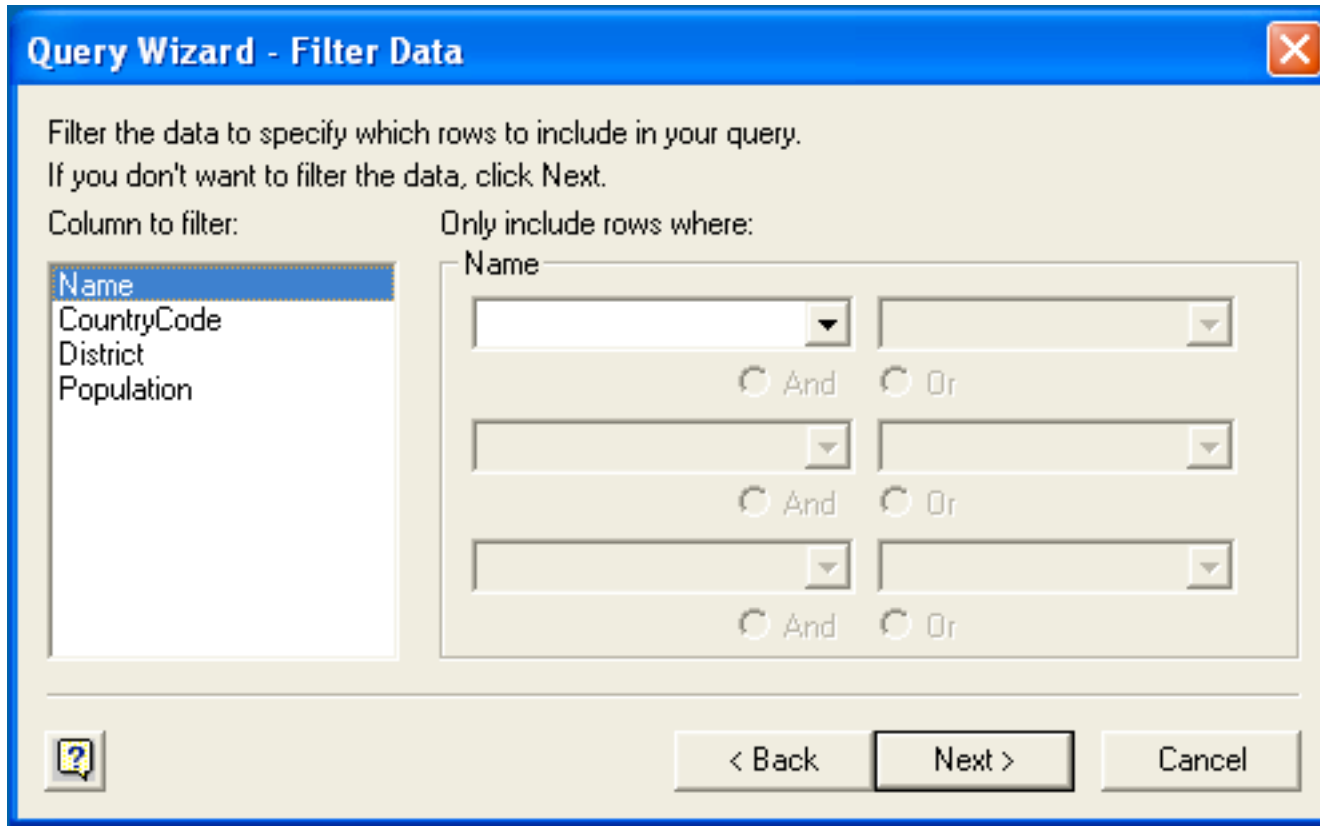 Query Wizard - Filter Data
Filter the data to specify which rows to include in your query.
If you don't want to filter the data, click Next.
Column to filter:
Only include rows where:
Name
CountryCode
District
Population
Name
And Or
And Or
And Or
?
< Back
Next >
Cancel